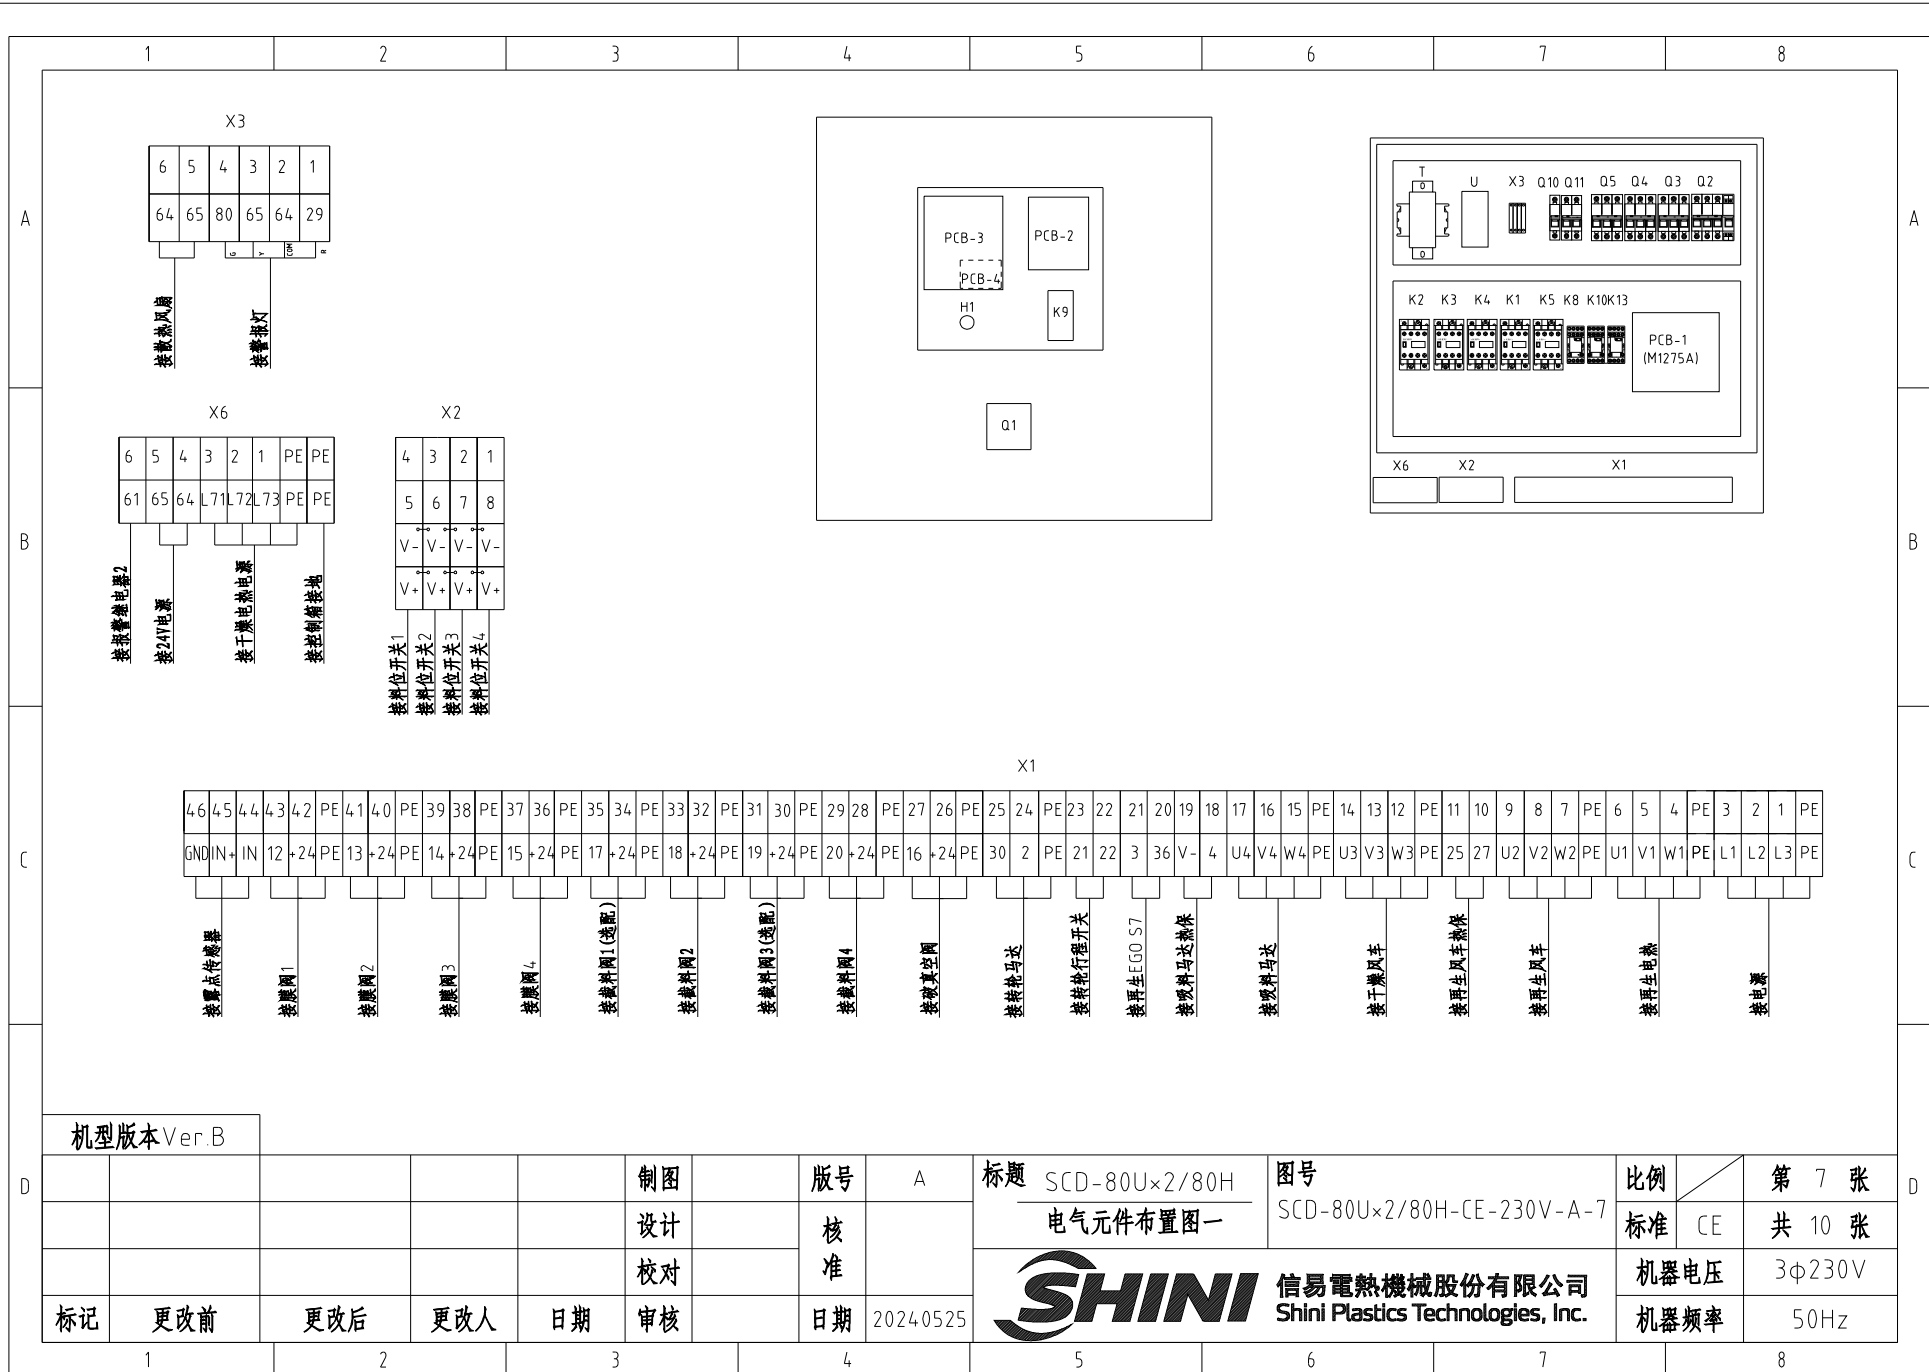 1 2 3 4 5 6 7 8
A
A
X3
6 5 4 3 2 1
64 65 80 65 64 29
G Y COM R
接散热风扇
接警报灯
PCB-3
PCB-2
PCB-4
H1
K9
Q1
T U X3 Q10 Q11 Q5 Q4 Q3 Q2
K2 K3 K4 K1 K5 K8 K10 K13
PCB-1
(M1275A)
X6 X2 X1
B
B
X6
6 5 4 3 2 1 PE PE
61 65 64 L71 L72 L73 PE PE
接报警继电器2
接24V电源
接干燥电热电源
接控制箱接地
X2
4 3 2 1
5 6 7 8
V- V- V- V-
V+ V+ V+ V+
接料位开关1
接料位开关2
接料位开关3
接料位开关4
C
C
X1
46 45 44 43 42 PE 41 40 PE 39 38 PE 37 36 PE 35 34 PE 33 32 PE 31 30 PE 29 28 PE 27 26 PE 25 24 PE 23 22 21 20 19 18 17 16 15 PE 14 13 12 PE 11 10 9 8 7 PE 6 5 4 PE 3 2 1 PE
GND IN+ IN 12 +24 PE 13 +24 PE 14 +24 PE 15 +24 PE 17 +24 PE 18 +24 PE 19 +24 PE 20 +24 PE 16 +24 PE 30 2 PE 21 22 3 36 V- 4 U4 V4 W4 PE U3 V3 W3 PE 25 27 U2 V2 W2 PE U1 V1 W1 PE L1 L2 L3 PE
接露点传感器
接膜阀1
接膜阀2
接膜阀3
接膜阀4
接截料阀1(选配)
接截料阀2
接截料阀3(选配)
接截料阀4
接破真空阀
接转轮马达
接转轮行程开关
接再生EGO S7
接吸料马达热保
接吸料马达
接干燥风车
接再生风车热保
接再生风车
接再生电热
接电源
D
D
机型版本Ver.B
制图
设计
校对
审核
版号 A
核准
日期 20240525
标记 更改前 更改后 更改人 日期
标题 SCD-80U×2/80H
电气元件布置图一
图号
SCD-80U×2/80H-CE-230V-A-7
比例
第 7 张
标准 CE
共 10 张
机器电压 3φ230V
机器频率 50Hz
SHINI
信易電熱機械股份有限公司
Shini Plastics Technologies, Inc.
1 2 3 4 5 6 7 8